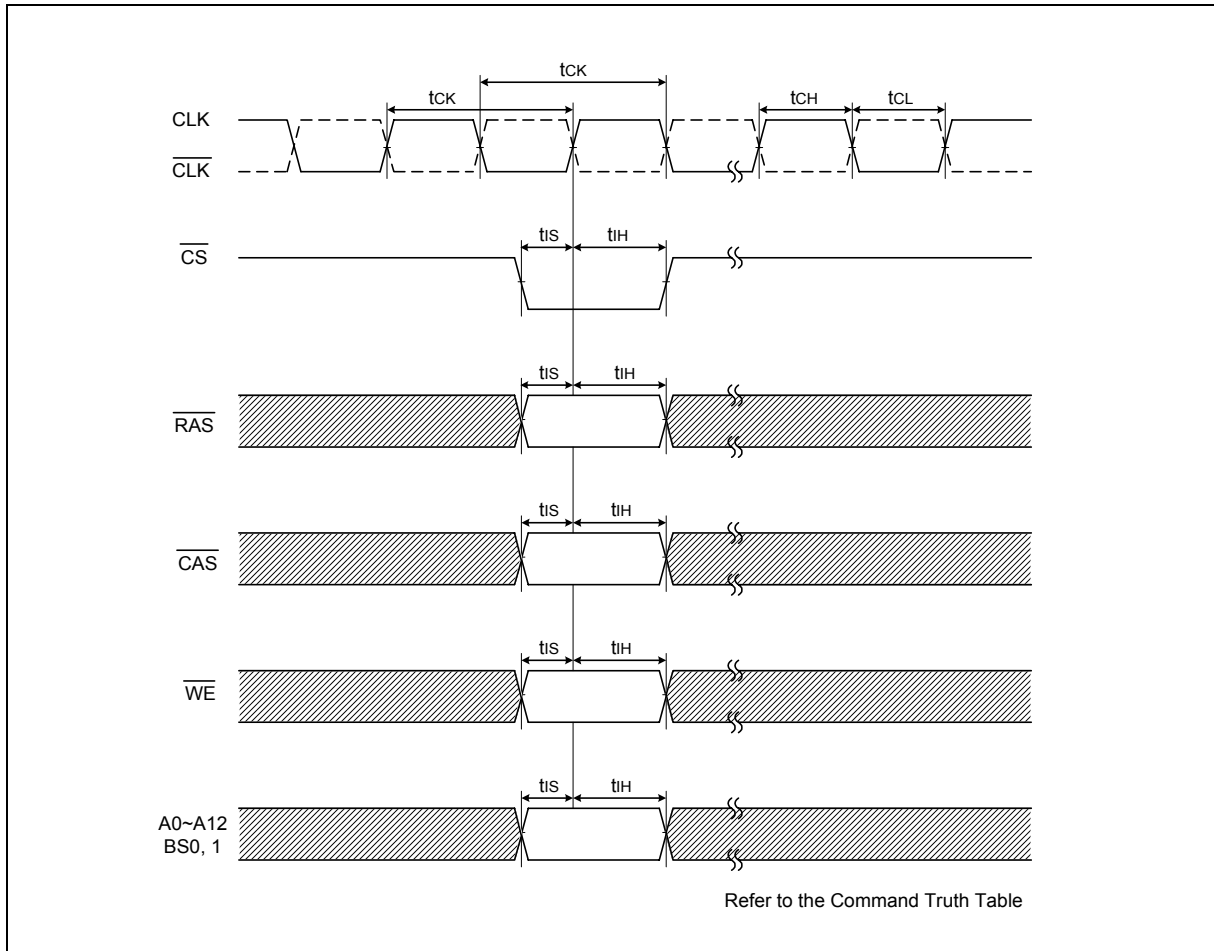 tCK
tCK
tCH
tCL
CLK
CLK
tIS
tIH
CS
tIS
tIH
RAS
tIS
tIH
CAS
tIS
tIH
WE
tIS
tIH
A0~A12
BS0, 1
Refer to the Command Truth Table